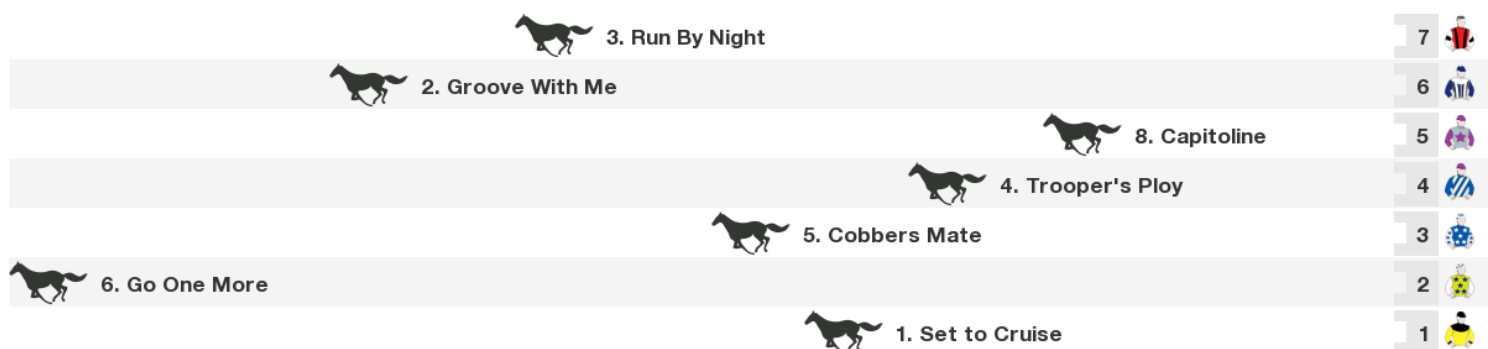 3. Run By Night 7
2. Groove With Me 6
8. Capitoline 5
4. Trooper's Ploy 4
5. Cobbers Mate 3
6. Go One More 2
1. Set to Cruise 1